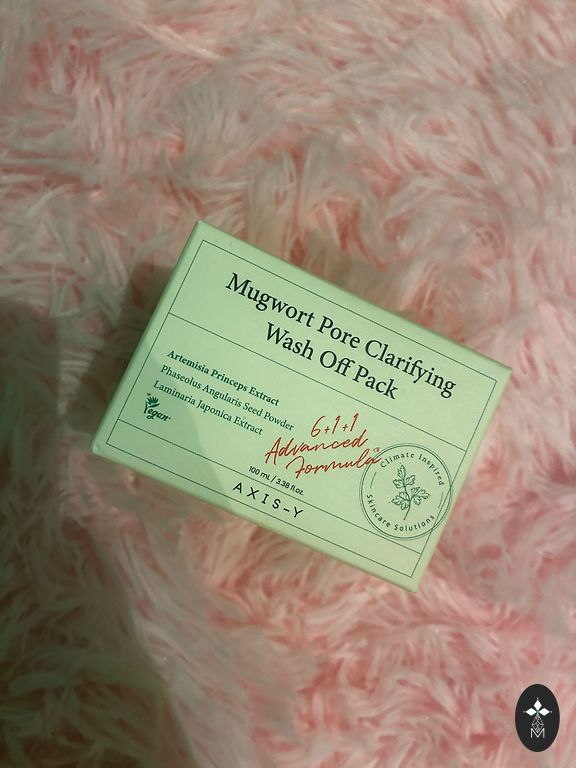 Mugwort Pore Clarifying
Wash Off Pack
Artemisia Princeps Extract
Phaseolus Angularis Seed Powder
Laminaria Japonica Extract
Vegan
6+1+1
Advanced
Formula
100 mL / 3.38 fl.oz.
AXIS-Y
Climate Inspired
Skincare Solutions
M